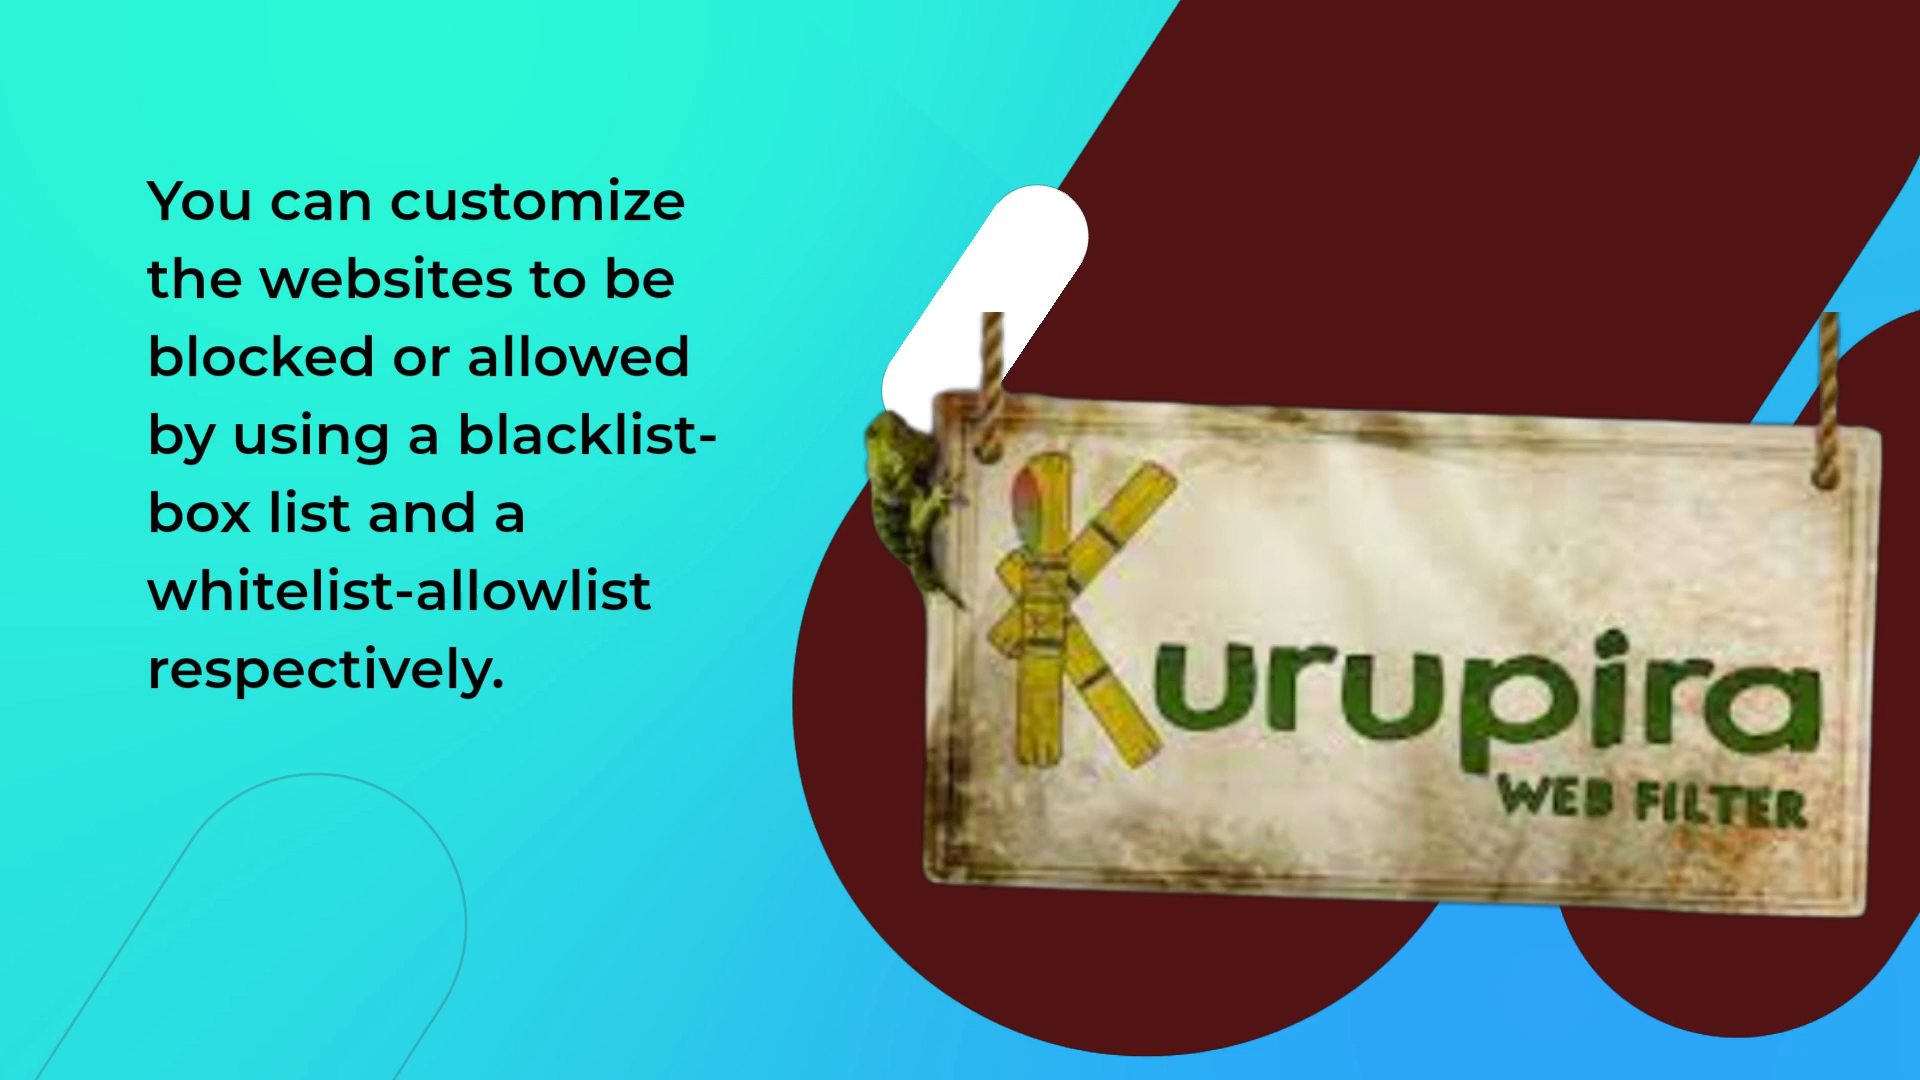 You can customize
the websites to be
blocked or allowed
by using a blacklist-
box list and a
whitelist-allowlist
respectively.
Kurupira
WEB FILTER